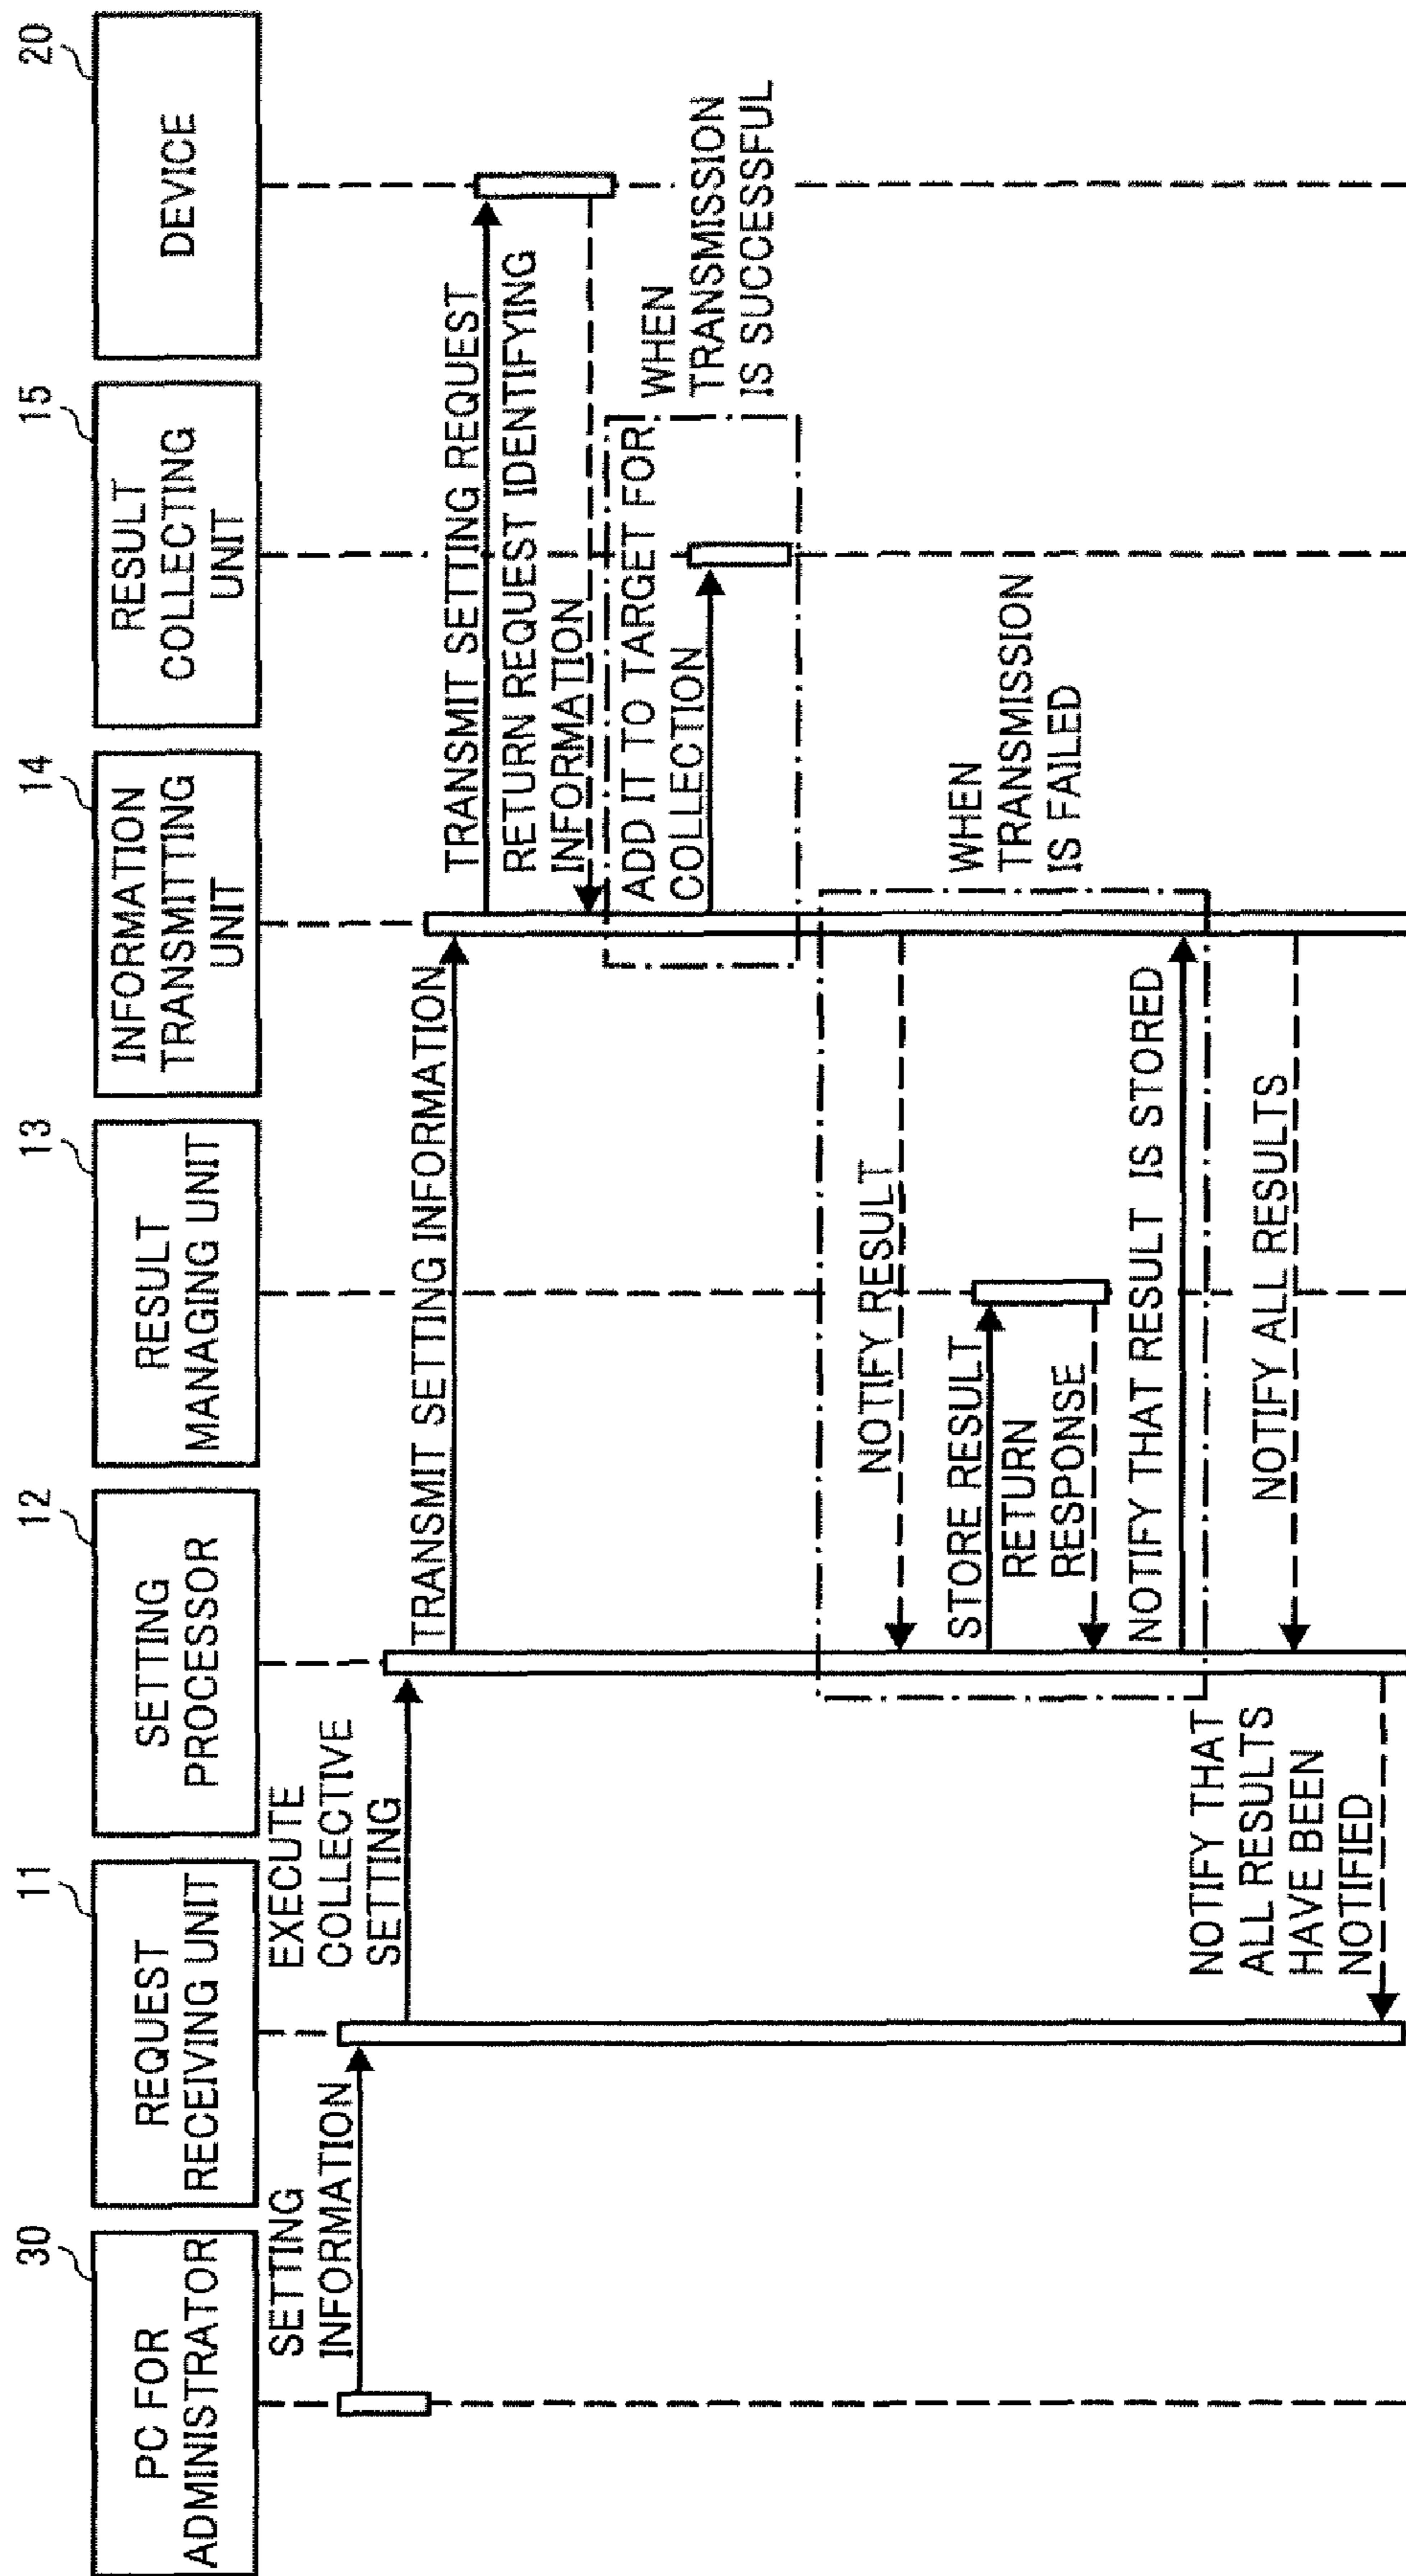 30
PC FOR
ADMINISTRATOR
11
REQUEST
RECEIVING UNIT
12
SETTING
PROCESSOR
13
RESULT
MANAGING UNIT
14
INFORMATION
TRANSMITTING
UNIT
15
RESULT
COLLECTING
UNIT
20
DEVICE
SETTING
INFORMATION
EXECUTE
COLLECTIVE
SETTING
TRANSMIT SETTING INFORMATION
TRANSMIT SETTING REQUEST
RETURN REQUEST IDENTIFYING
INFORMATION
ADD IT TO TARGET FOR
COLLECTION
WHEN
TRANSMISSION
IS SUCCESSFUL
NOTIFY RESULT
STORE RESULT
RETURN
RESPONSE
NOTIFY THAT RESULT IS STORED
WHEN
TRANSMISSION
IS FAILED
NOTIFY ALL RESULTS
NOTIFY THAT
ALL RESULTS
HAVE BEEN
NOTIFIED